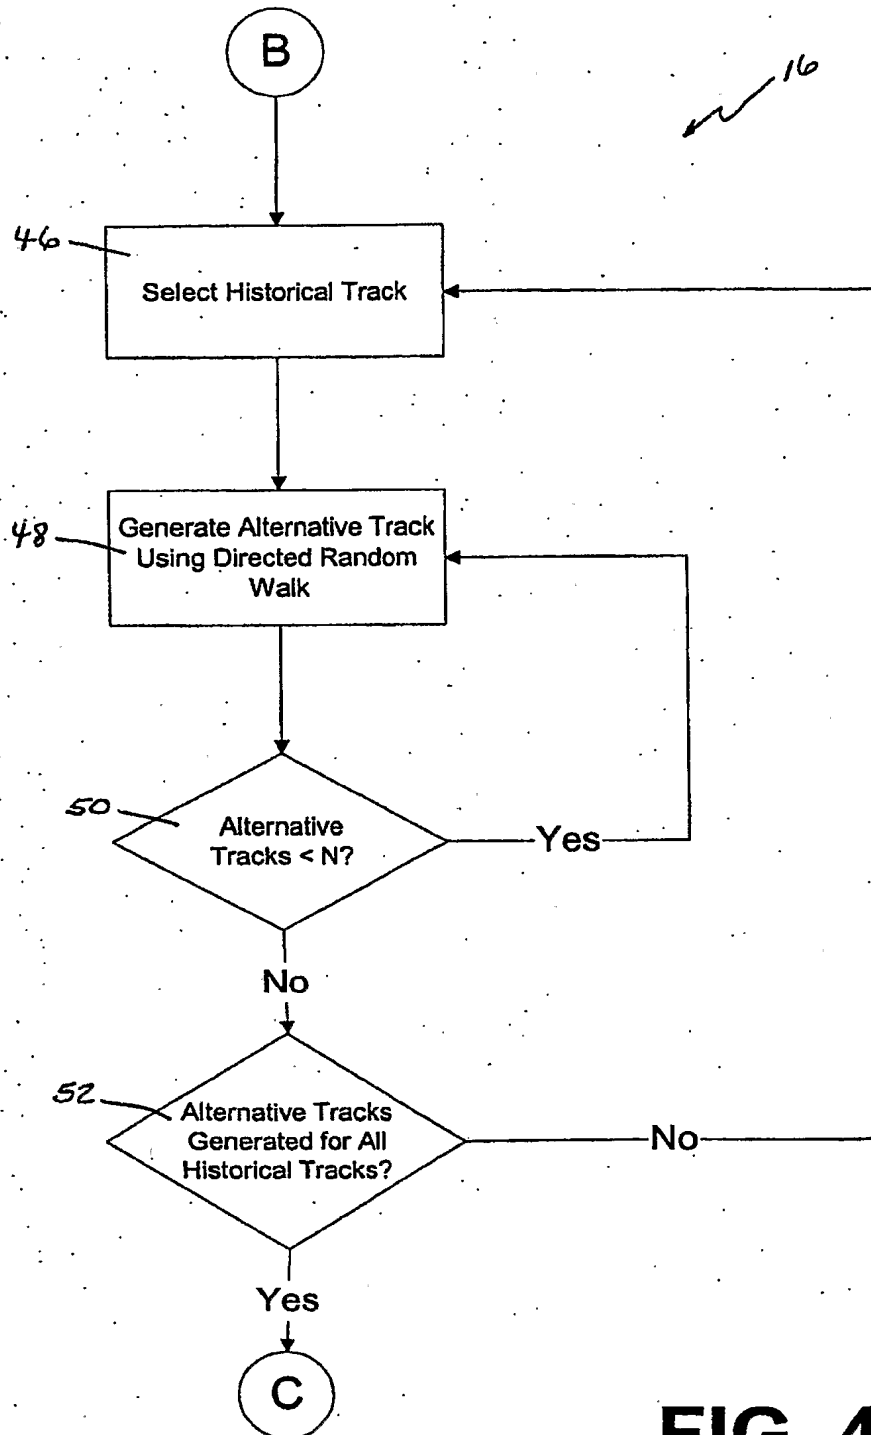 B
16
46
Select Historical Track
48
Generate Alternative Track
Using Directed Random
Walk
50
Alternative
Tracks < N?
Yes
No
52
Alternative Tracks
Generated for All
Historical Tracks?
No
Yes
C
FIG. 4